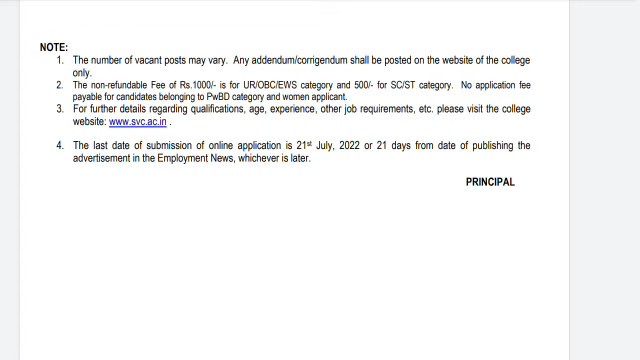 NOTE:
1. The number of vacant posts may vary. Any addendum/corrigendum shall be posted on the website of the college
only.
2. The non-refundable Fee of Rs.1000/- is for UR/OBC/EWS category and 500/- for SC/ST category. No application fee
payable for candidates belonging to PwBD category and women applicant.
3. For further details regarding qualifications, age, experience, other job requirements, etc. please visit the college
website: www.svc.ac.in .
4. The last date of submission of online application is 21st July, 2022 or 21 days from date of publishing the
advertisement in the Employment News, whichever is later.
PRINCIPAL